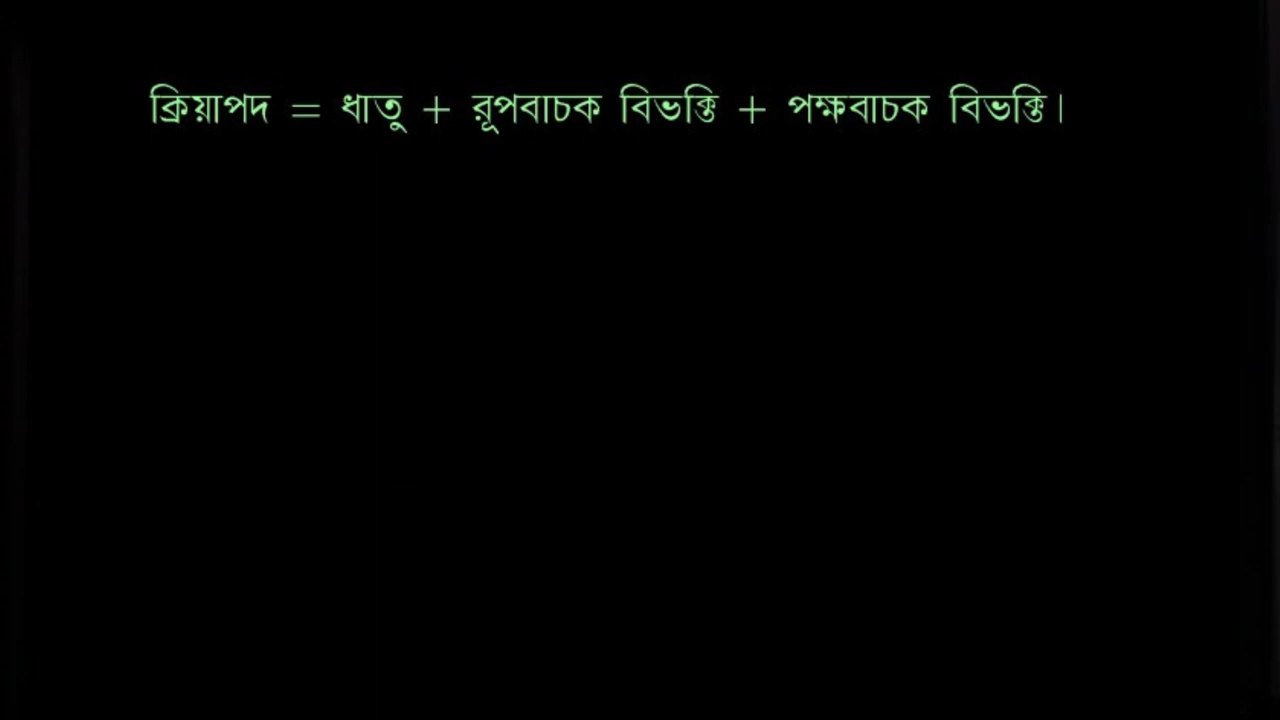 ক্রিয়াপদ = ধাতু + রূপবাচক বিভক্তি + পক্ষবাচক বিভক্তি।